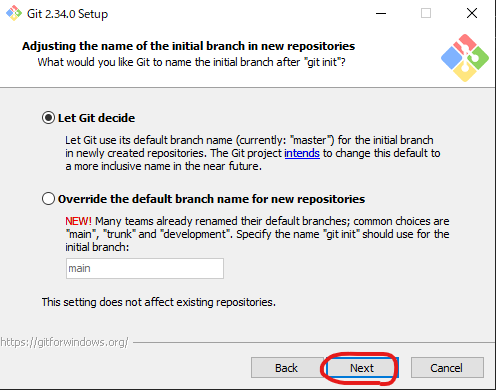 Git 2.34.0 Setup
Adjusting the name of the initial branch in new repositories
What would you like Git to name the initial branch after "git init"?
Let Git decide
Let Git use its default branch name (currently: "master") for the initial branch
in newly created repositories. The Git project intends to change this default to
a more inclusive name in the near future.
Override the default branch name for new repositories
NEW! Many teams already renamed their default branches; common choices are
"main", "trunk" and "development". Specify the name "git init" should use for the
initial branch:
main
This setting does not affect existing repositories.
https://gitforwindows.org/
Back
Next
Cancel